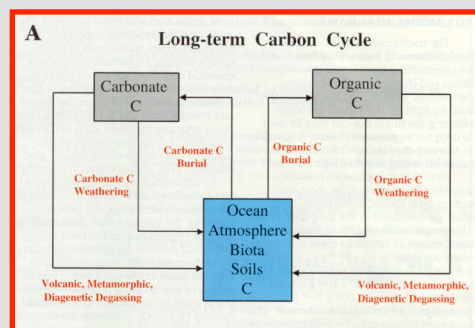 A
Long-term Carbon Cycle
Carbonate
C
Organic
C
Carbonate C
Burial
Organic C
Burial
Carbonate C
Weathering
Organic C
Weathering
Ocean
Atmosphere
Biota
Soils
C
Volcanic, Metamorphic,
Diagenetic Degassing
Volcanic, Metamorphic,
Diagenetic Degassing